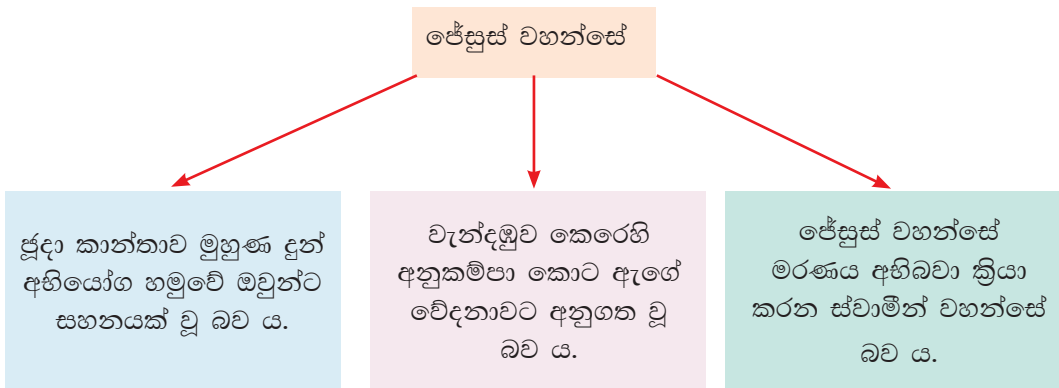 ජේසුස් වහන්සේ
ජූදා කාන්තාව මුහුණ දුන්
අභියෝග හමුවේ ඔවුන්ට
සහනයක් වූ බව ය.
වැන්දඹුව කෙරෙහි
අනුකම්පා කොට ඇගේ
වේදනාවට අනුගත වූ
බව ය.
ජේසුස් වහන්සේ
මරණය අභිබවා ක්‍රියා
කරන ස්වාමීන් වහන්සේ
බව ය.